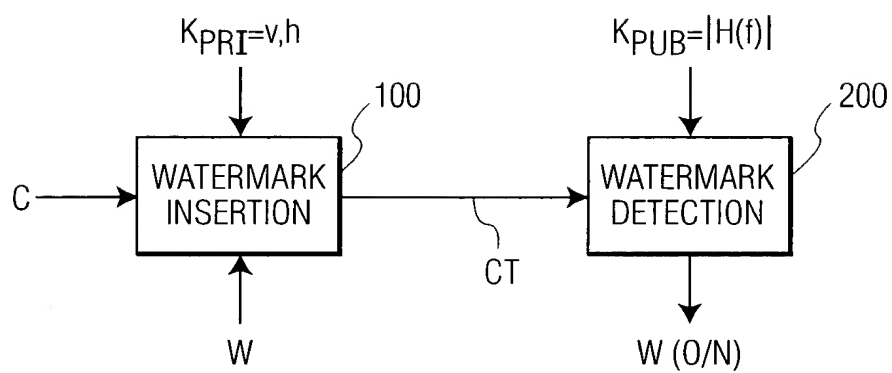 K_PRI=v,h
K_PUB=|H(f)|
100
200
C
WATERMARK
INSERTION
WATERMARK
DETECTION
CT
W
W (O/N)